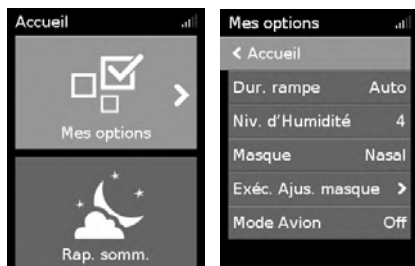 Accueil
Mes options
Rap. somm.
Mes options
< Accueil
Dur. rampe Auto
Niv. d'Humidité 4
Masque Nasal
Exéc. Ajus. masque >
Mode Avion Off